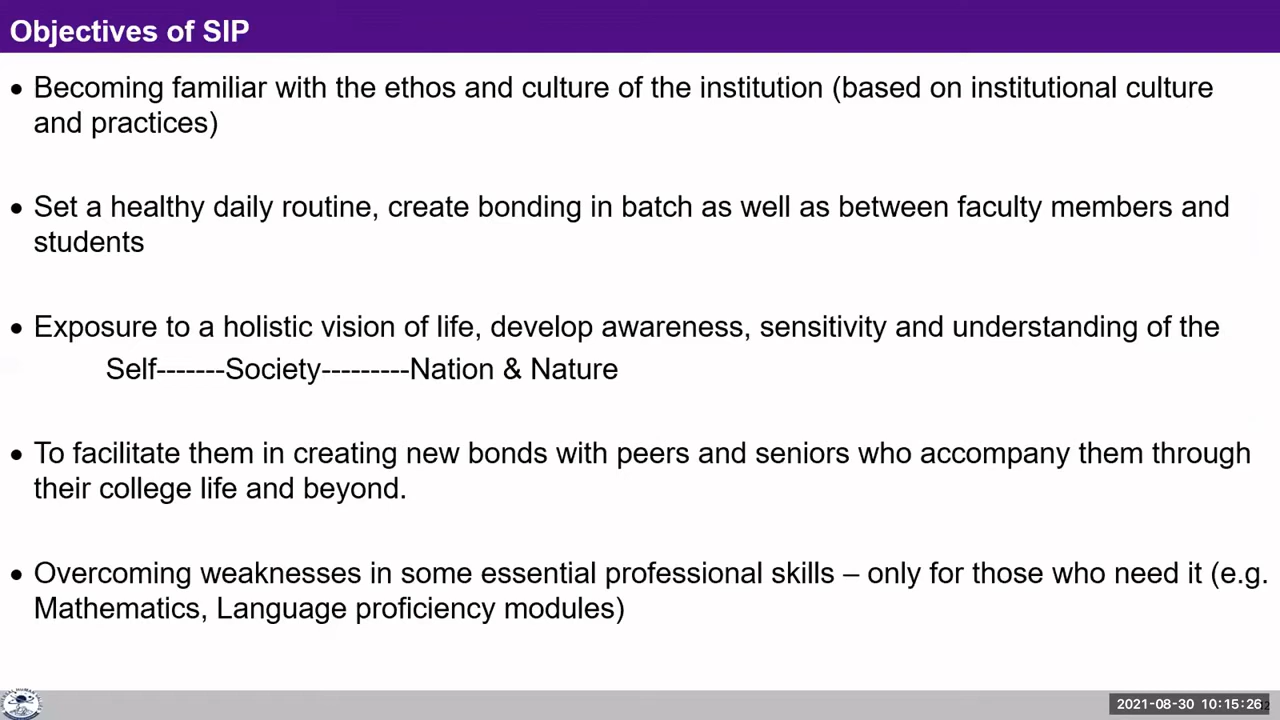 Objectives of SIP
• Becoming familiar with the ethos and culture of the institution (based on institutional culture
and practices)
• Set a healthy daily routine, create bonding in batch as well as between faculty members and
students
• Exposure to a holistic vision of life, develop awareness, sensitivity and understanding of the
Self-------Society---------Nation & Nature
• To facilitate them in creating new bonds with peers and seniors who accompany them through
their college life and beyond.
• Overcoming weaknesses in some essential professional skills – only for those who need it (e.g.
Mathematics, Language proficiency modules)
2021-08-30 10:15:26